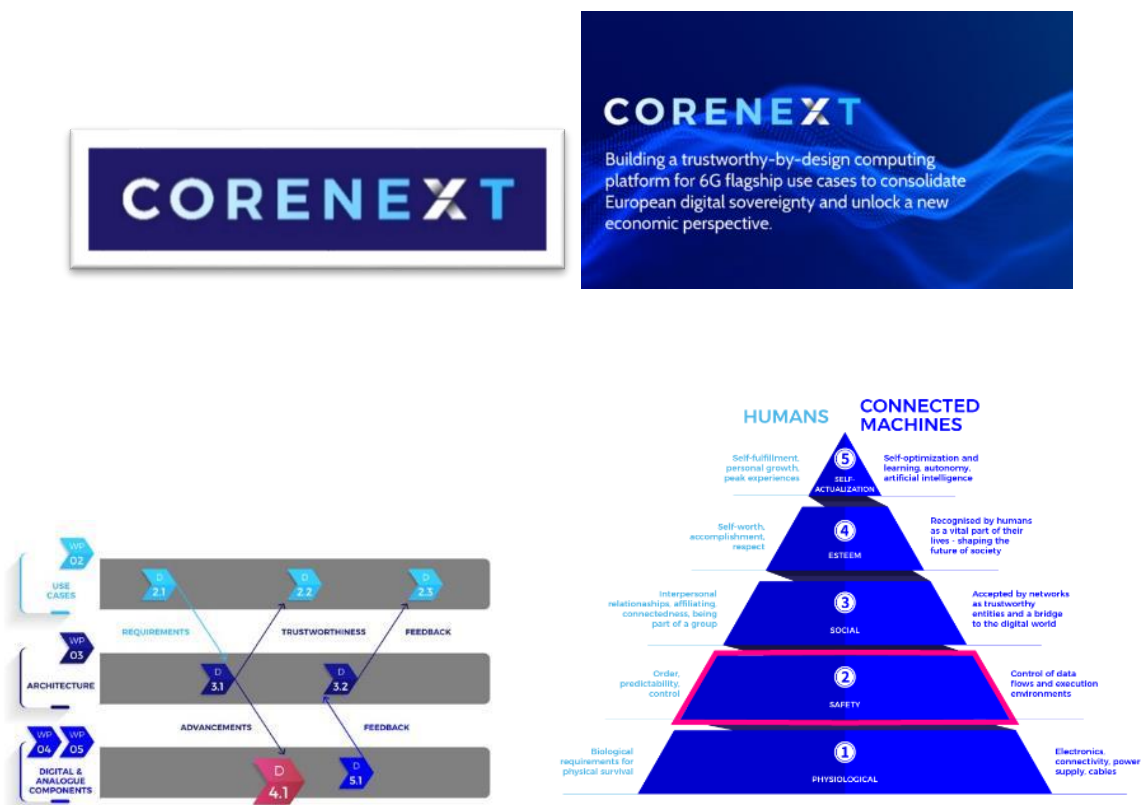 CORENEXT
CORENEXT
Building a trustworthy-by-design computing
platform for 6G flagship use cases to consolidate
European digital sovereignty and unlock a new
economic perspective.
WP
02
USE
CASES
D
2.1
D
2.2
D
2.3
REQUIREMENTS
TRUSTWORTHINESS
FEEDBACK
WP
03
ARCHITECTURE
D
3.1
D
3.2
ADVANCEMENTS
FEEDBACK
WP
04
WP
05
DIGITAL &
ANALOGUE
COMPONENTS
D
4.1
D
5.1
HUMANS
CONNECTED
MACHINES
Self-fulfillment,
personal growth,
peak experiences
5
SELF-
ACTUALIZATION
Self-optimization and
learning, autonomy,
artificial intelligence
Self-worth,
accomplishment,
respect
4
ESTEEM
Recognised by humans
as a vital part of their
lives - shaping the
future of society
Interpersonal
relationships, affiliating,
connectedness, being
part of a group
3
SOCIAL
Accepted by networks
as trustworthy
entities and a bridge
to the digital world
Order,
predictability,
control
2
SAFETY
Control of data
flows and execution
environments
Biological
requirements for
physical survival
1
PHYSIOLOGICAL
Electronics,
connectivity, power
supply, cables